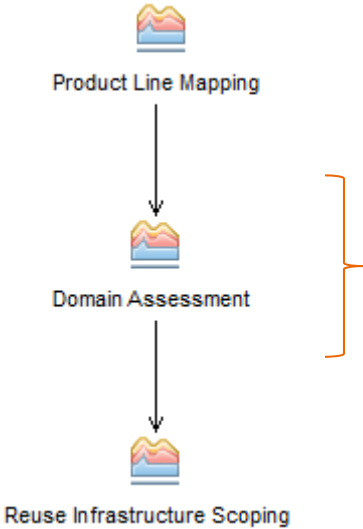 Product Line Mapping
Domain Assessment
Reuse Infrastructure Scoping